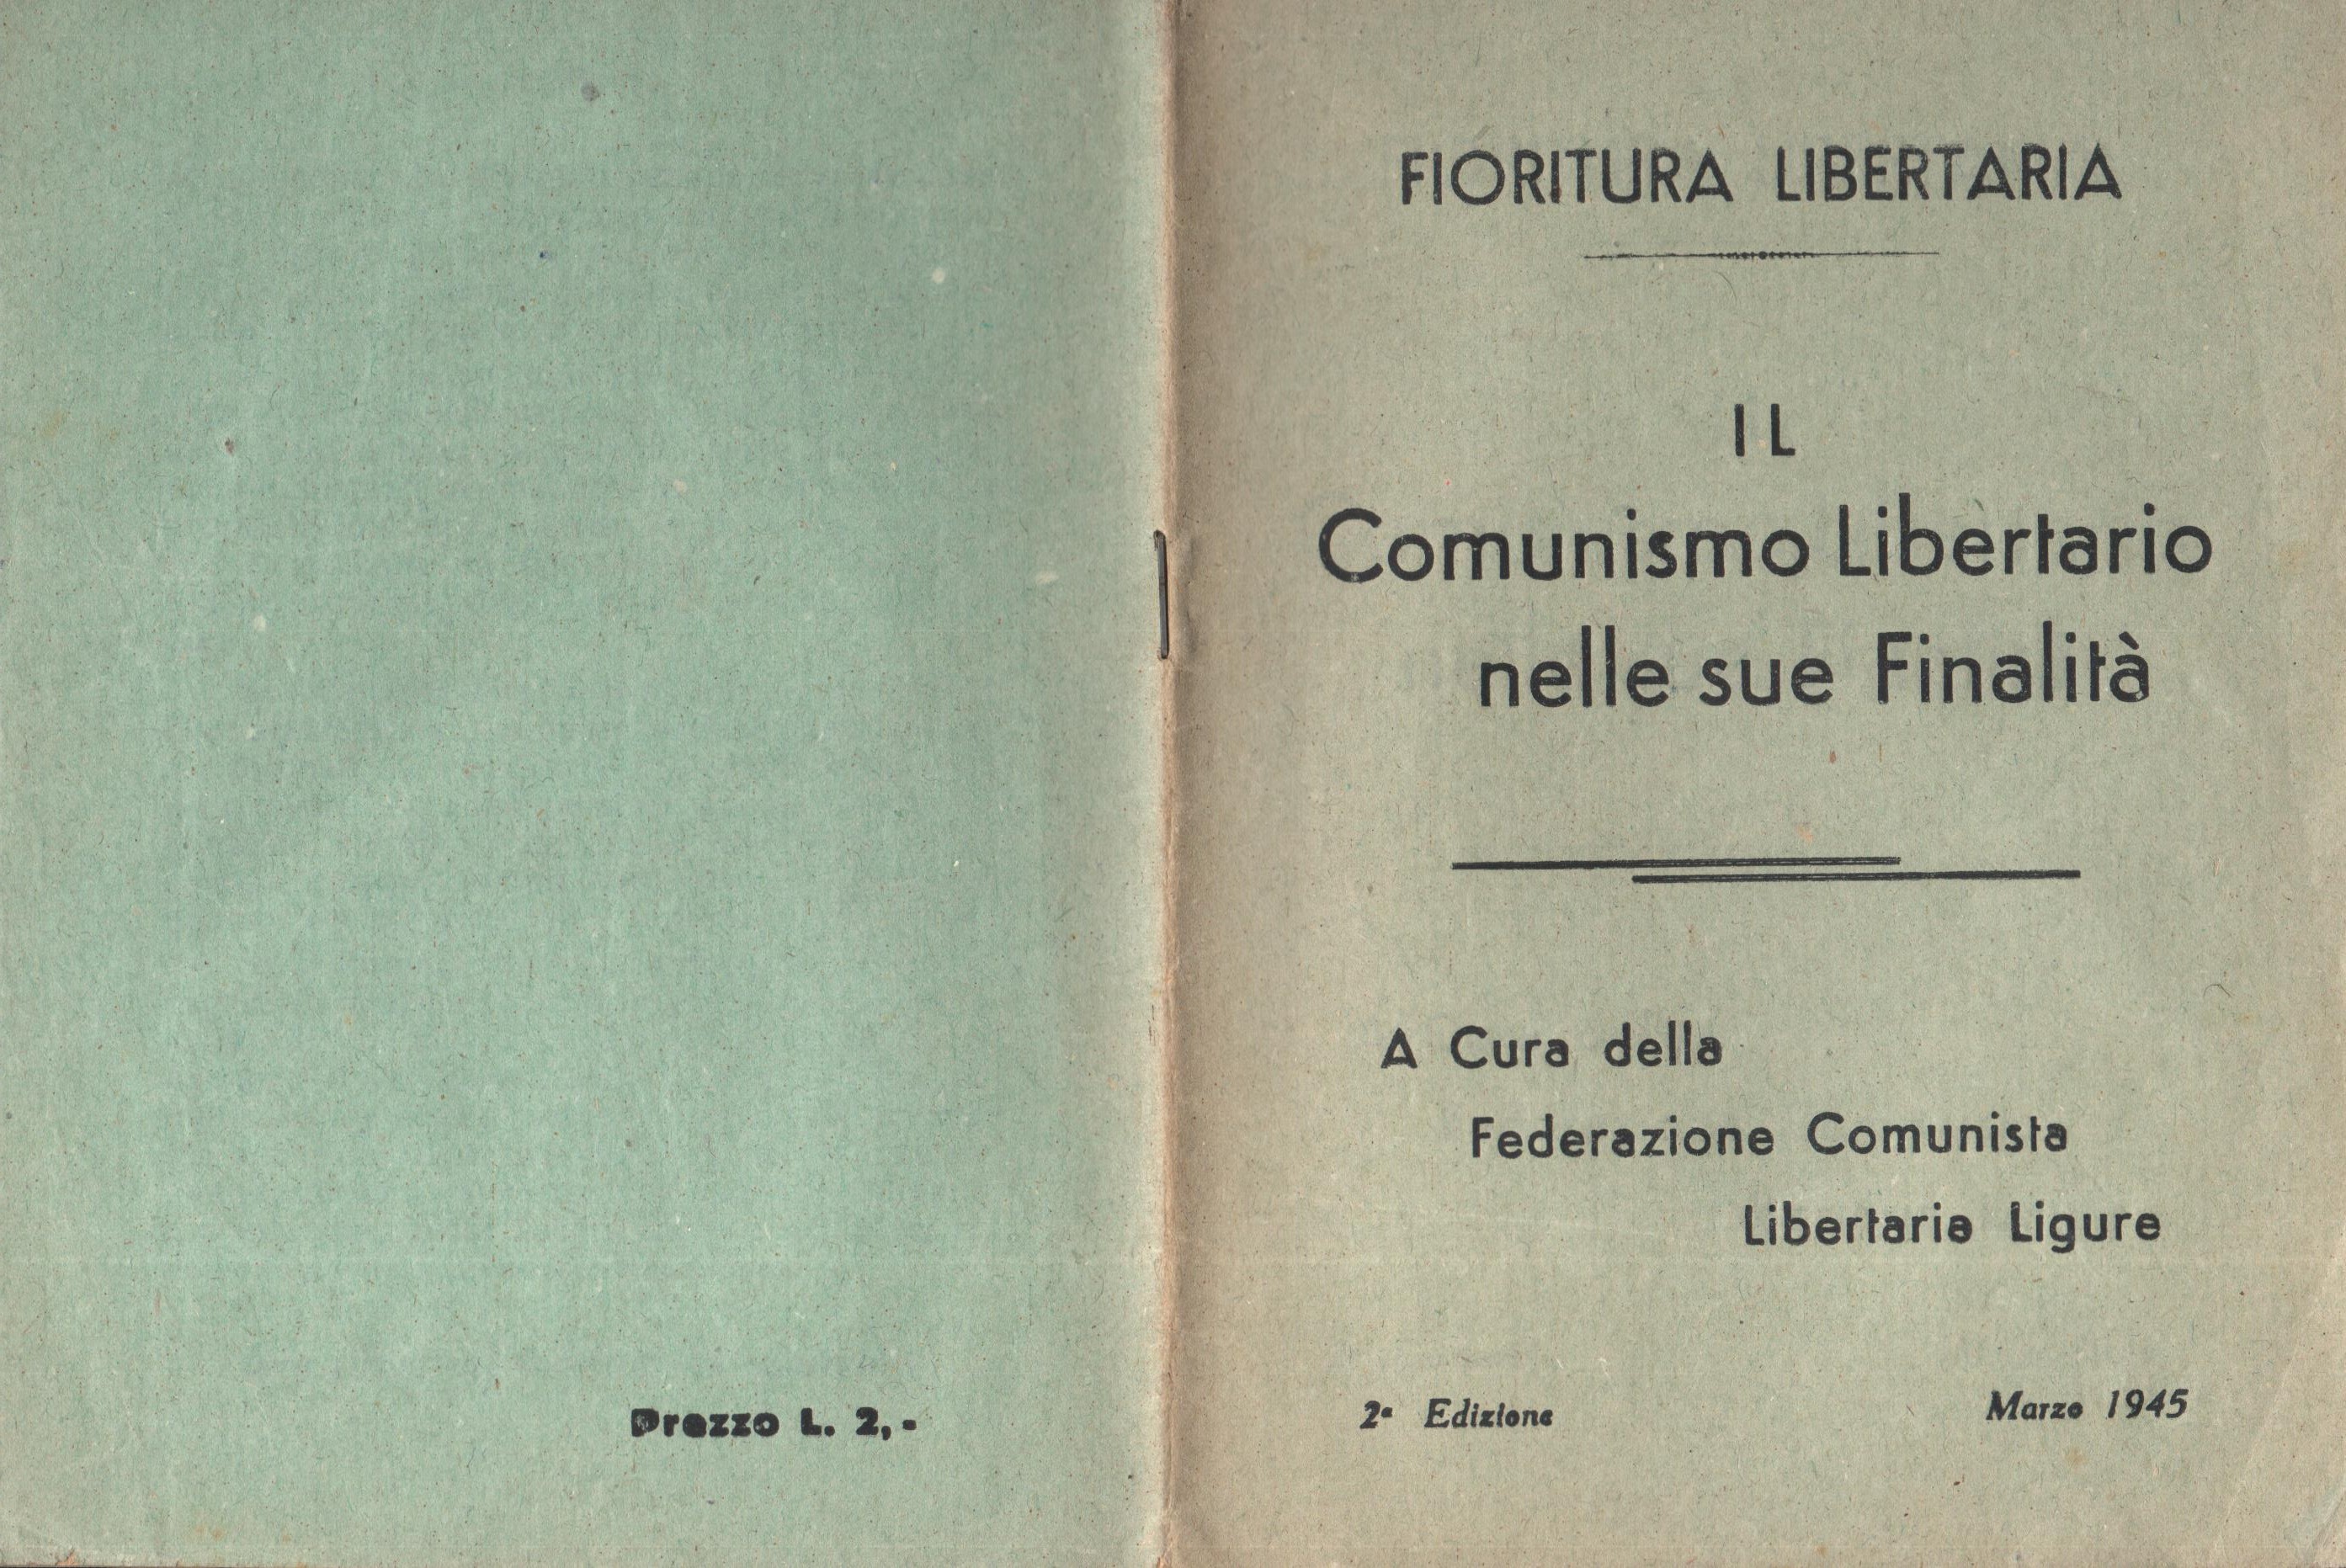 FIORITURA LIBERTARIA
IL
Comunismo Libertario
nelle sue Finalità
A Cura della
Federazione Comunista
Libertaria Ligure
2ª Edizione
Marzo 1945
Prezzo L. 2,-